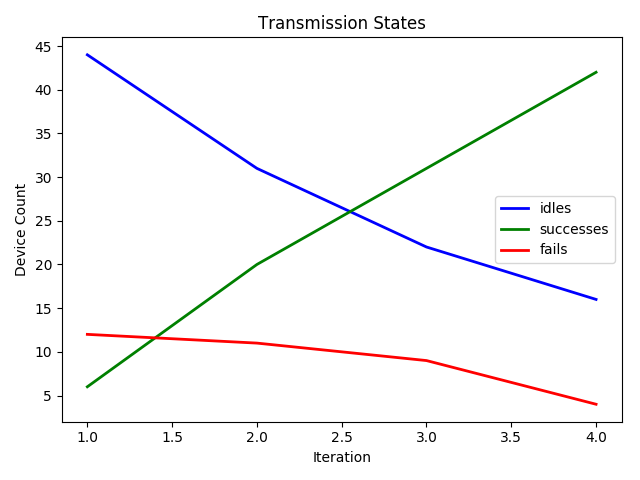 Transmission States
45
40
35
30
25
20
15
10
5
Device Count
idles
successes
fails
1.0 1.5 2.0 2.5 3.0 3.5 4.0
Iteration